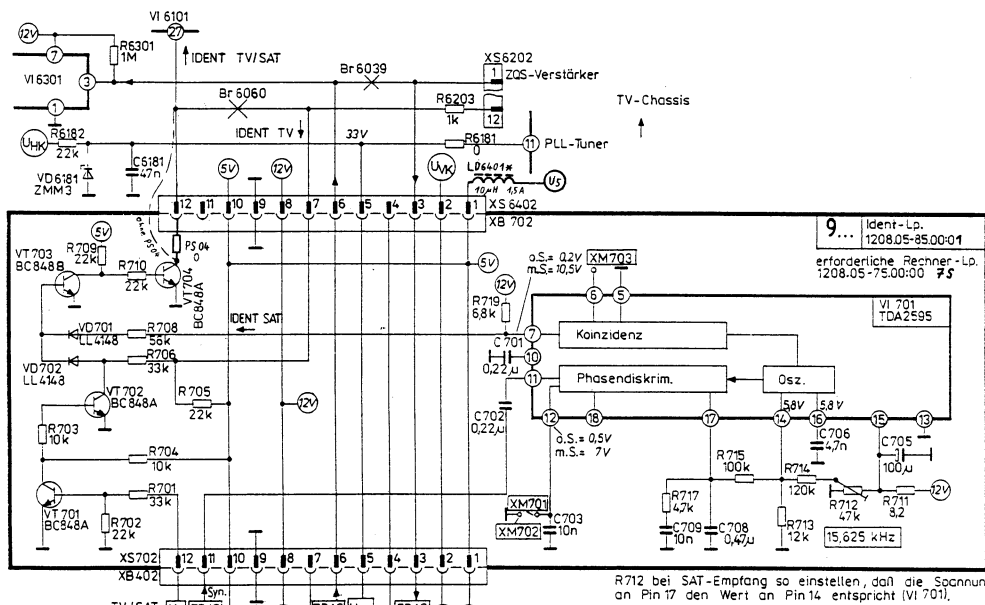 VI 6101
27
12V
7
R6301
1M
IDENT TV/SAT
VI 6301
3
1
Br 6039
Br 6060
XS6202
1
ZQS-Verstärker
12
R6203
1k
TV-Chassis
IDENT TV
33V
UHK
R6182
22k
R6181
0
11
PLL-Tuner
VD6181
ZMM3
C6181
47n
5V
12V
UVK
LD6401*
10µH 1,5A
U5
12 11 10 9 8 7 6 5 4 3 2 1
XS 6402
XB 702
ohne PS04
PS 04
0
5V
R709
22k
VT703
BC848B
R710
22k
VT704
BC848A
5V
9...
Ident-Lp.
1208.05-85.00:01
erforderliche Rechner-Lp.
1208.05-75.00:00 75
o.S.= 0,2V
m.S.= 10,5V
XM703
12V
R719
6,8k
6
5
VI 701
TDA2595
IDENT SAT
VD701
LL4148
R708
56k
R706
33k
VD702
LL4148
C701
0,22µ
7
10
11
Koinzidenz
Phasendiskrim.
Osz.
VT702
BC848A
R705
22k
12V
C702
0,22µ
12
18
17
14
16
15
13
5,8V
5,8V
o.S.= 0,5V
m.S.= 7V
C706
4,7n
C705
100µ
R703
10k
R704
10k
R701
33k
VT701
BC848A
R702
22k
XM701
XM702
C703
10n
R715
100k
R714
120k
R717
4,7k
C709
10n
C708
0,47µ
R713
12k
R712
47k
R711
8,2
12V
15,625 kHz
XS702
XB402
12 11 10 9 8 7 6 5 4 3 2 1
Syn.
TV/SAT
R712 bei SAT-Empfang so einstellen, daß die Spannun
an Pin 17 den Wert an Pin 14 entspricht (VI 701).